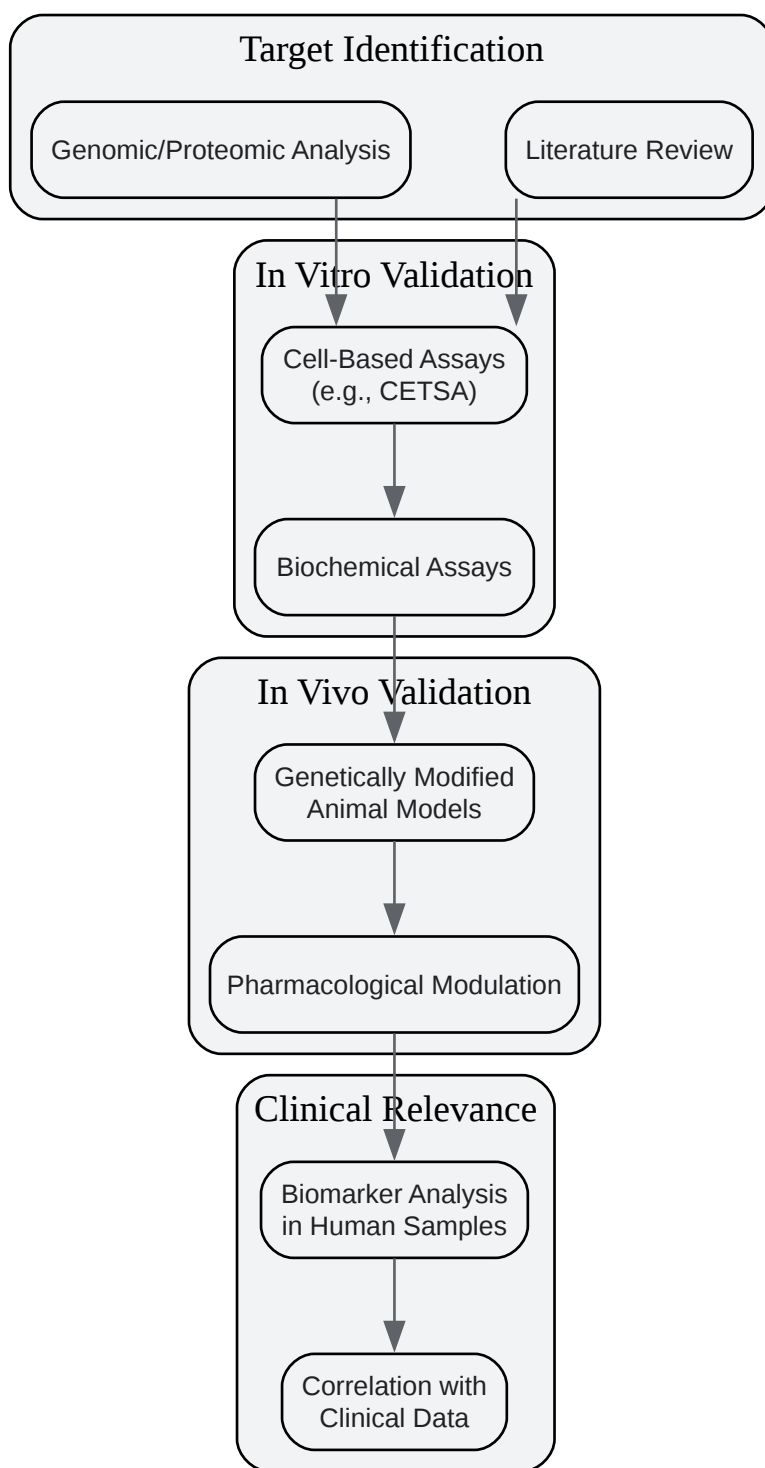 Target Identification
Genomic/Proteomic Analysis
Literature Review
In Vitro Validation
Cell-Based Assays
(e.g., CETSA)
Biochemical Assays
In Vivo Validation
Genetically Modified
Animal Models
Pharmacological Modulation
Clinical Relevance
Biomarker Analysis
in Human Samples
Correlation with
Clinical Data